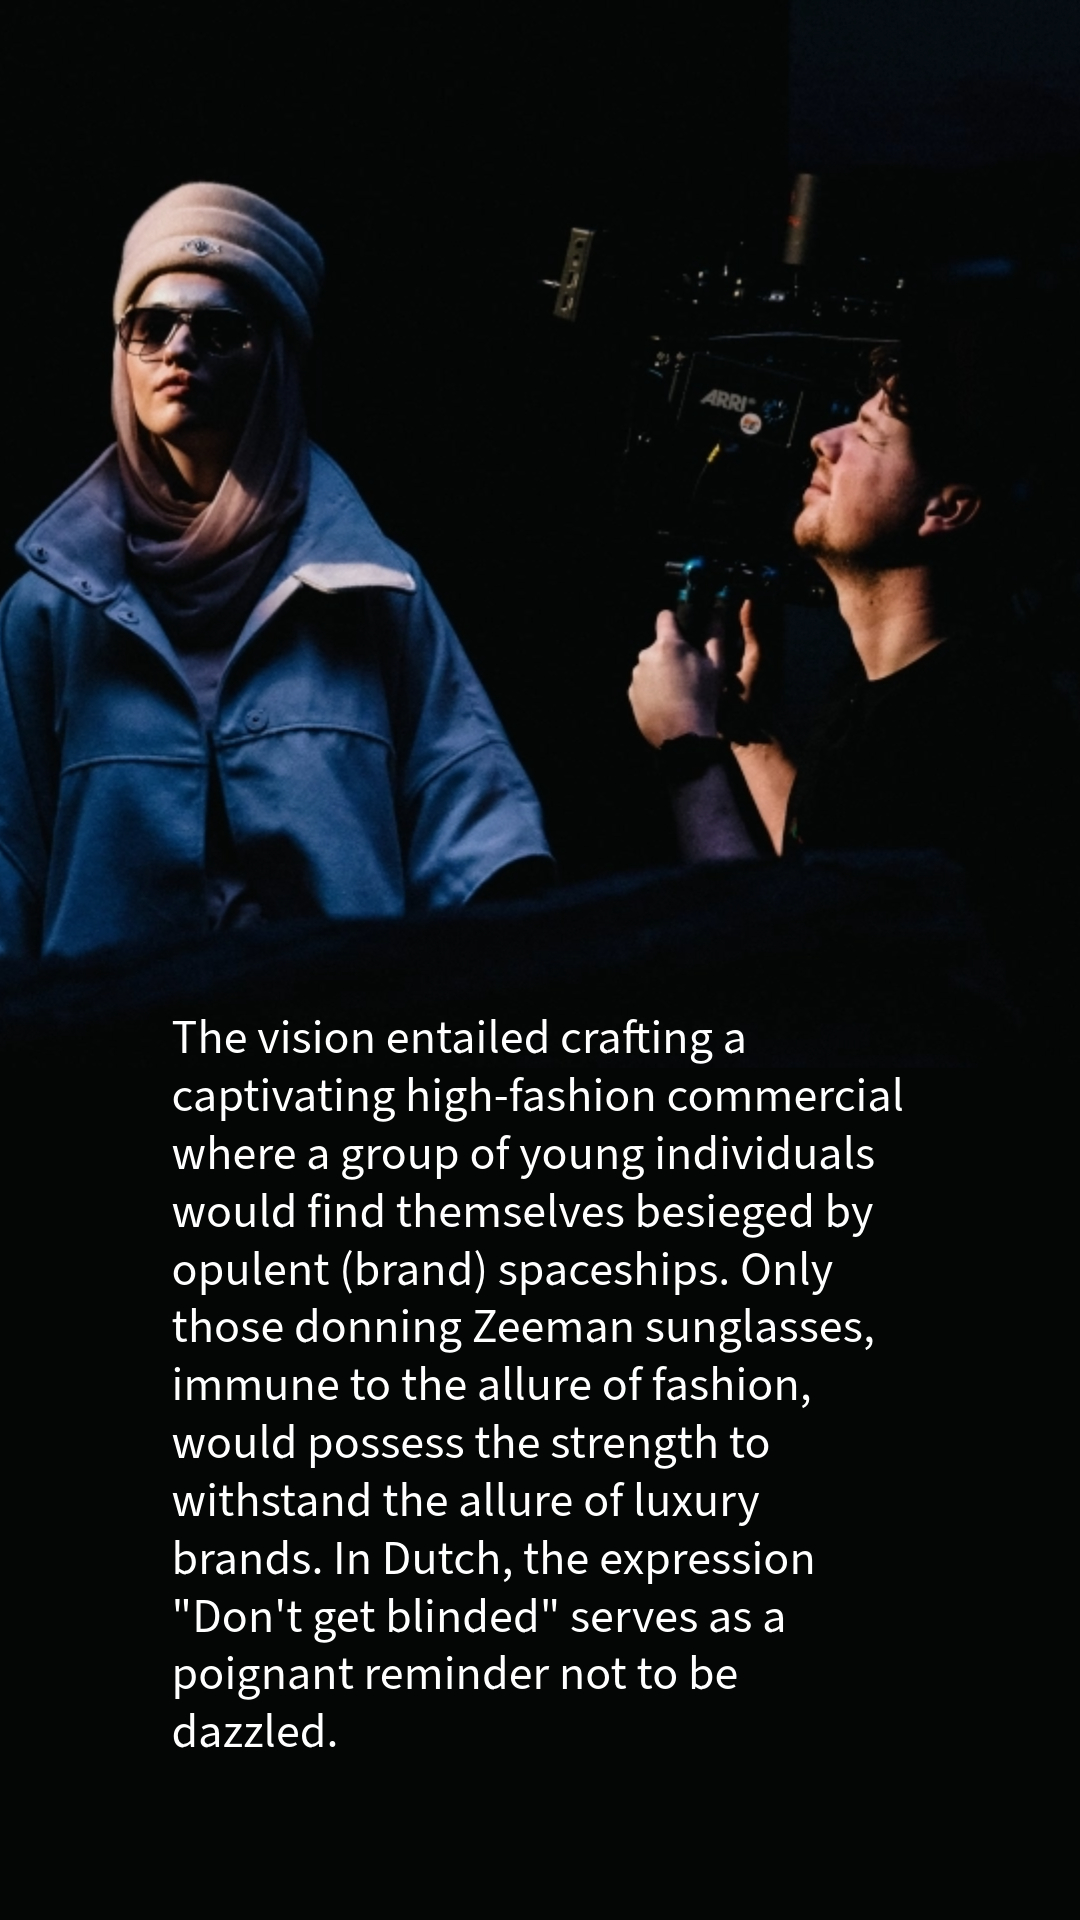 ARRI
The vision entailed crafting a
captivating high-fashion commercial
where a group of young individuals
would find themselves besieged by
opulent (brand) spaceships. Only
those donning Zeeman sunglasses,
immune to the allure of fashion,
would possess the strength to
withstand the allure of luxury
brands. In Dutch, the expression
"Don't get blinded" serves as a
poignant reminder not to be
dazzled.